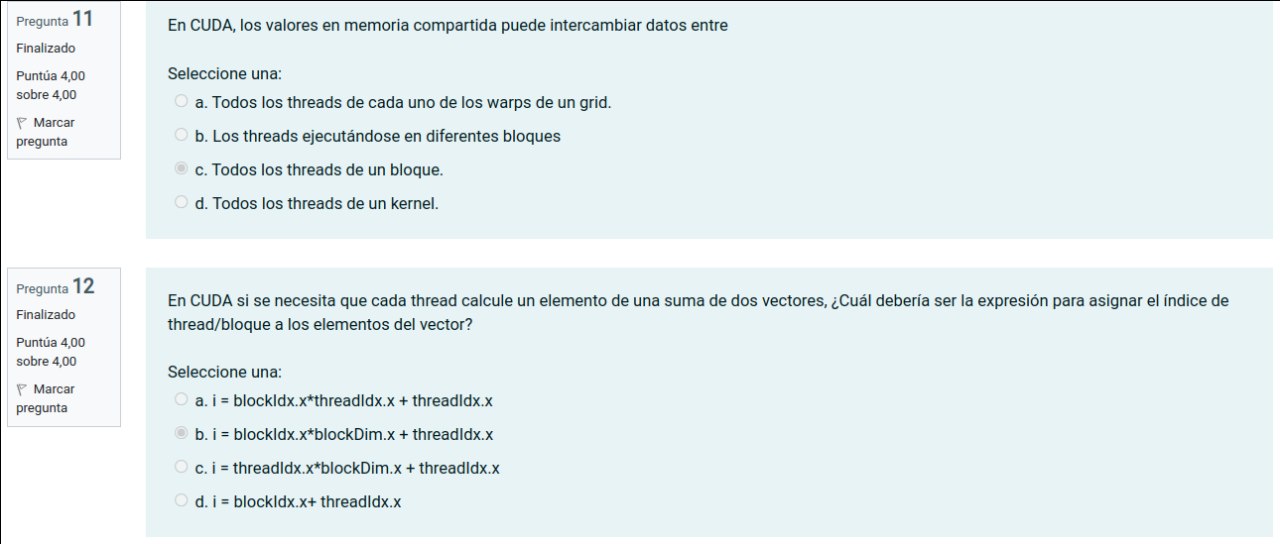 Pregunta 11
Finalizado
Puntúa 4,00
sobre 4,00
Marcar
pregunta
En CUDA, los valores en memoria compartida puede intercambiar datos entre
Seleccione una:
a. Todos los threads de cada uno de los warps de un grid.
b. Los threads ejecutándose en diferentes bloques
c. Todos los threads de un bloque.
d. Todos los threads de un kernel.
Pregunta 12
Finalizado
Puntúa 4,00
sobre 4,00
Marcar
pregunta
En CUDA si se necesita que cada thread calcule un elemento de una suma de dos vectores, ¿Cuál debería ser la expresión para asignar el índice de
thread/bloque a los elementos del vector?
Seleccione una:
a. i = blockIdx.x*threadIdx.x + threadIdx.x
b. i = blockIdx.x*blockDim.x + threadIdx.x
c. i = threadIdx.x*blockDim.x + threadIdx.x
d. i = blockIdx.x+ threadIdx.x